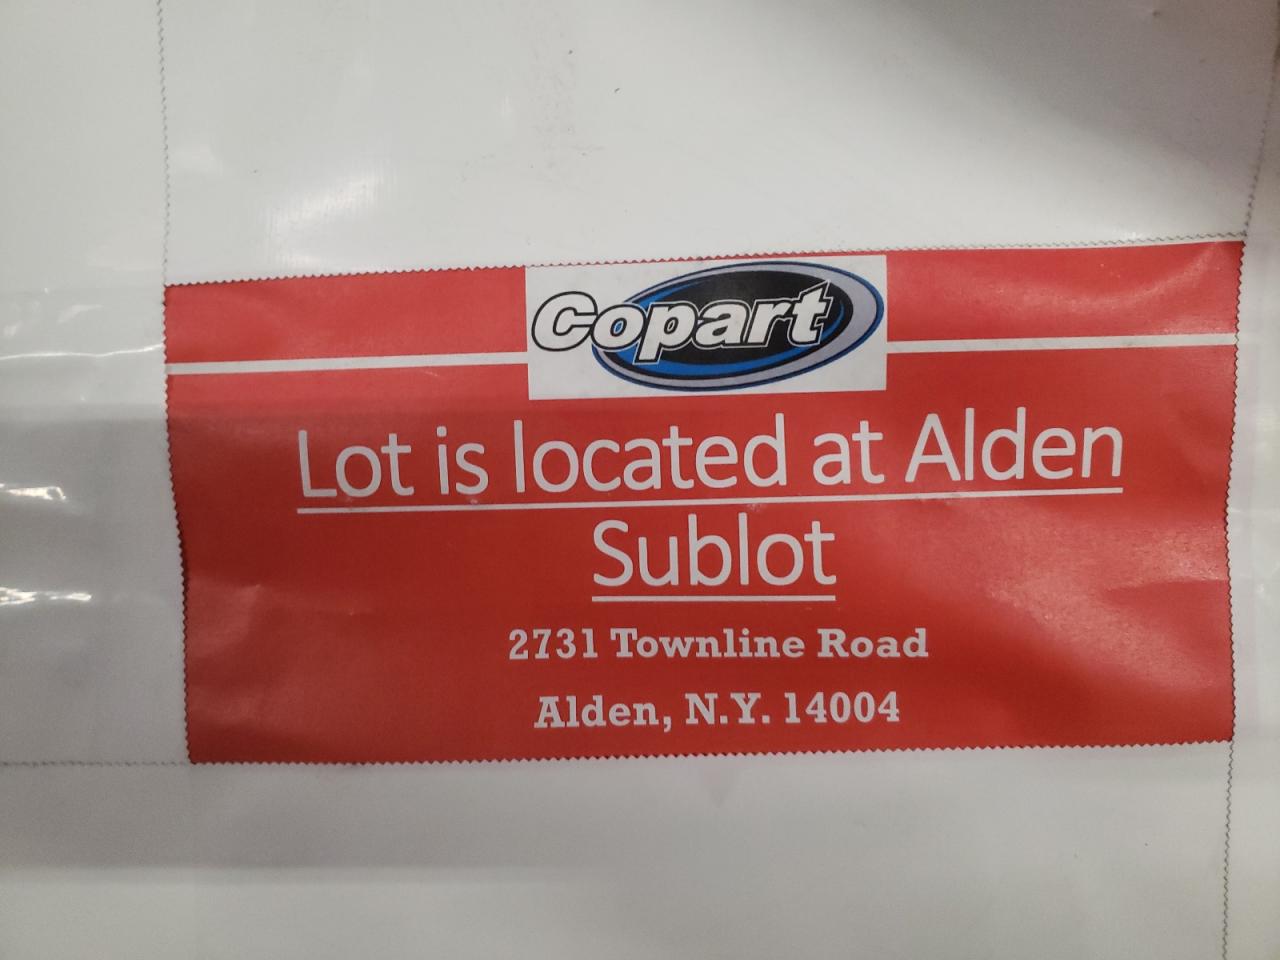 Copart
Lot is located at Alden
Sublot
2731 Townline Road
Alden, N.Y. 14004